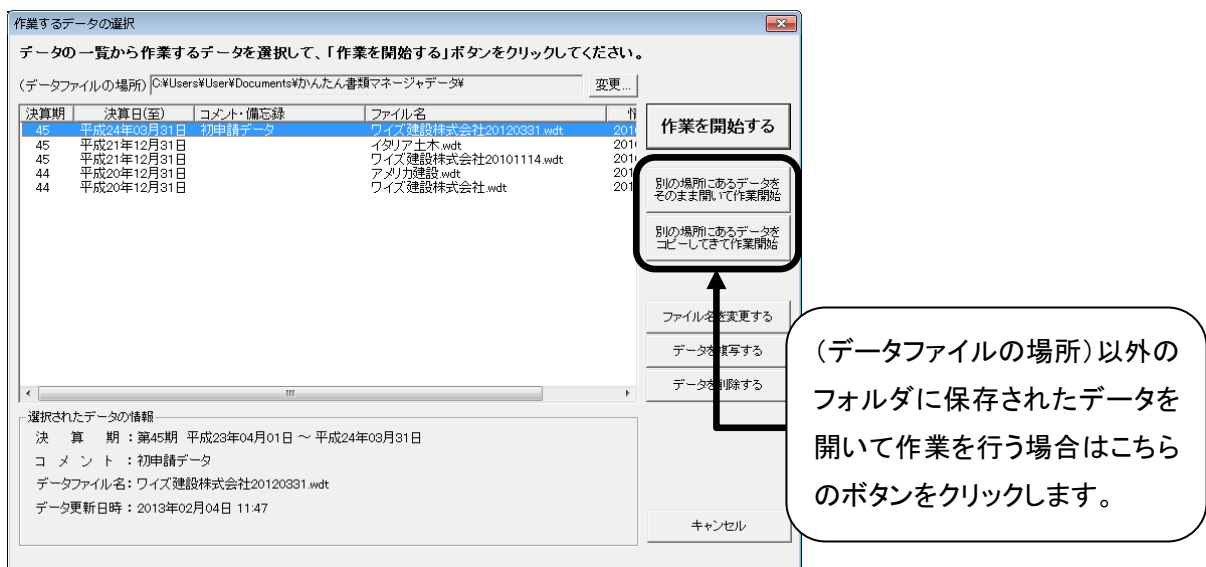 作業するデータの選択
データの一覧から作業するデータを選択して、「作業を開始する」ボタンをクリックしてください。
(データファイルの場所) C:¥Users¥User¥Documents¥かんたん書類マネージャデータ¥ 変更...
決算期 決算日(至) コメント・備忘録 ファイル名
45 平成24年03月31日 初申請データ ワイズ建設株式会社20120331.wdt 201
45 平成21年12月31日 イタリア土木.wdt 201
45 平成21年12月31日 ワイズ建設株式会社20101114.wdt 201
44 平成20年12月31日 アメリカ建設.wdt 201
44 平成20年12月31日 ワイズ建設株式会社.wdt 201
作業を開始する
別の場所にあるデータを
そのまま開いて作業開始
別の場所にあるデータを
コピーしてきて作業開始
ファイル名を変更する
データを複写する
データを削除する
選択されたデータの情報
決 算 期 : 第45期 平成23年04月01日 ～ 平成24年03月31日
コ メ ン ト : 初申請データ
データファイル名: ワイズ建設株式会社20120331.wdt
データ更新日時 : 2013年02月04日 11:47
キャンセル
(データファイルの場所)以外の
フォルダに保存されたデータを
開いて作業を行う場合はこちら
のボタンをクリックします。